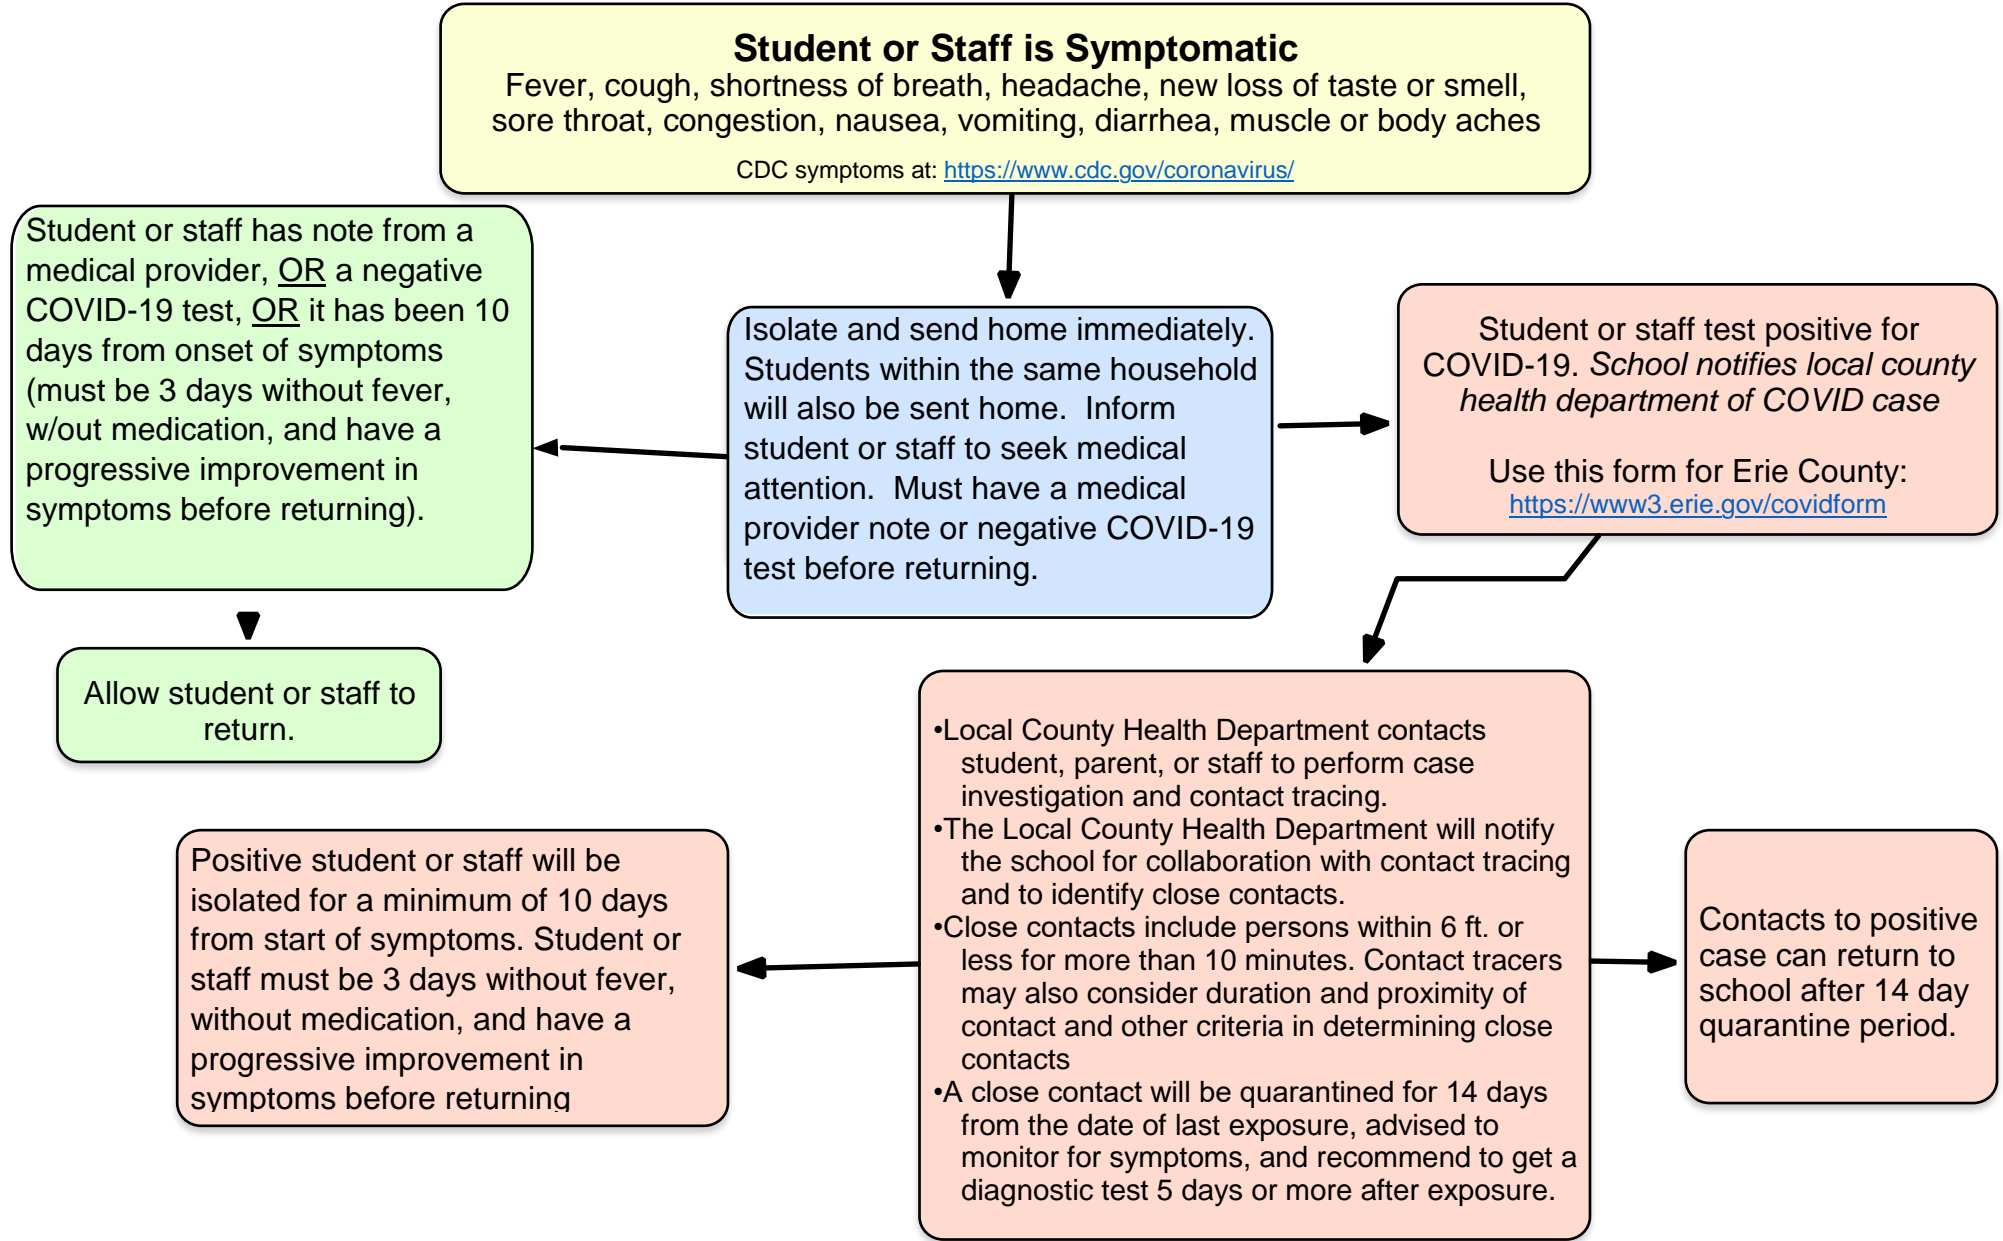 Student or Staff is Symptomatic
Fever, cough, shortness of breath, headache, new loss of taste or smell,
sore throat, congestion, nausea, vomiting, diarrhea, muscle or body aches
CDC symptoms at: https://www.cdc.gov/coronavirus/
Student or staff has note from a
medical provider, OR a negative
COVID-19 test, OR it has been 10
days from onset of symptoms
(must be 3 days without fever,
w/out medication, and have a
progressive improvement in
symptoms before returning).
Isolate and send home immediately.
Students within the same household
will also be sent home.  Inform
student or staff to seek medical
attention.  Must have a medical
provider note or negative COVID-19
test before returning.
Student or staff test positive for
COVID-19. School notifies local county
health department of COVID case
Use this form for Erie County:
https://www3.erie.gov/covidform
Allow student or staff to
return.
•Local County Health Department contacts
student, parent, or staff to perform case
investigation and contact tracing.
•The Local County Health Department will notify
the school for collaboration with contact tracing
and to identify close contacts.
•Close contacts include persons within 6 ft. or
less for more than 10 minutes. Contact tracers
may also consider duration and proximity of
contact and other criteria in determining close
contacts
•A close contact will be quarantined for 14 days
from the date of last exposure, advised to
monitor for symptoms, and recommend to get a
diagnostic test 5 days or more after exposure.
Positive student or staff will be
isolated for a minimum of 10 days
from start of symptoms. Student or
staff must be 3 days without fever,
without medication, and have a
progressive improvement in
symptoms before returning
Contacts to positive
case can return to
school after 14 day
quarantine period.